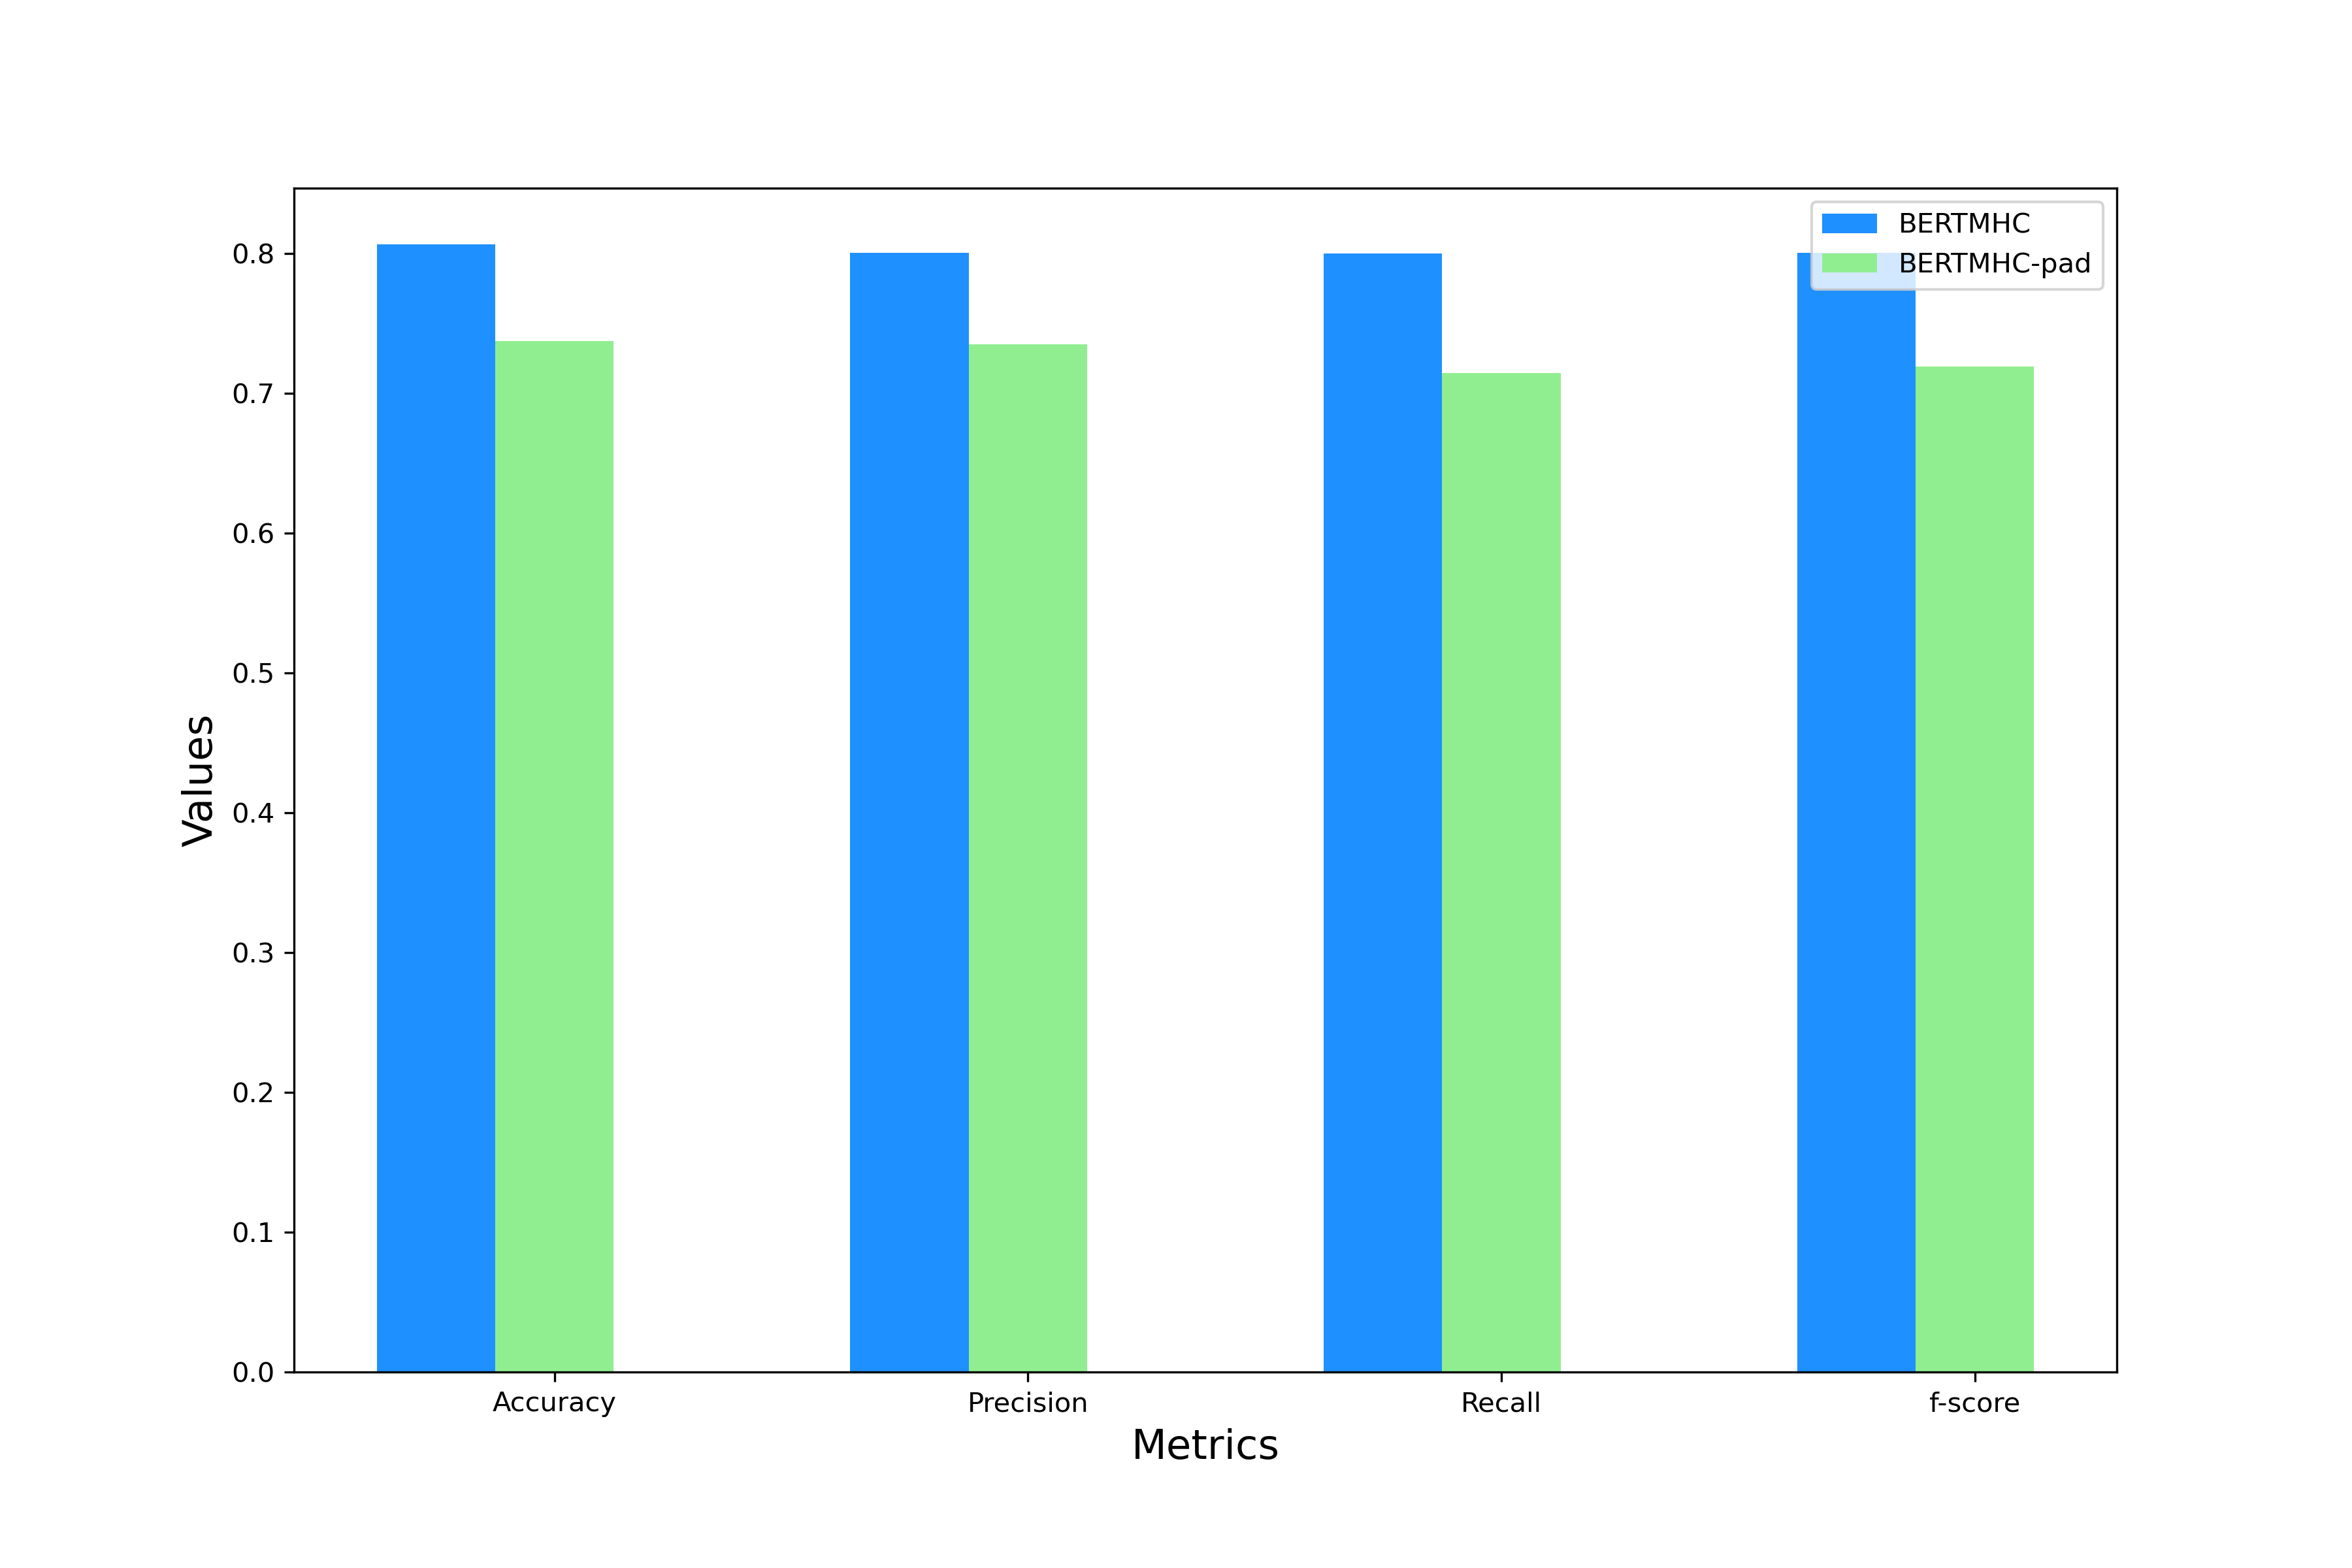 BERTMHC
BERTMHC-pad
0.8
0.7
0.6
0.5
0.4
0.3
0.2
0.1
0.0
Values
Accuracy Precision Recall f-score
Metrics